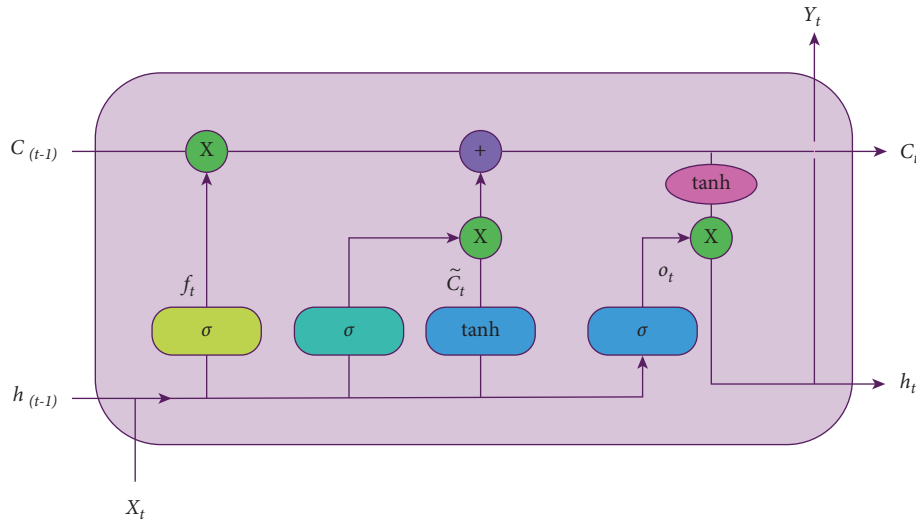 Y_t
C_(t-1)
X
+
C_t
tanh
X
X
f_t
C̃_t
o_t
σ
σ
tanh
σ
h_(t-1)
h_t
X_t